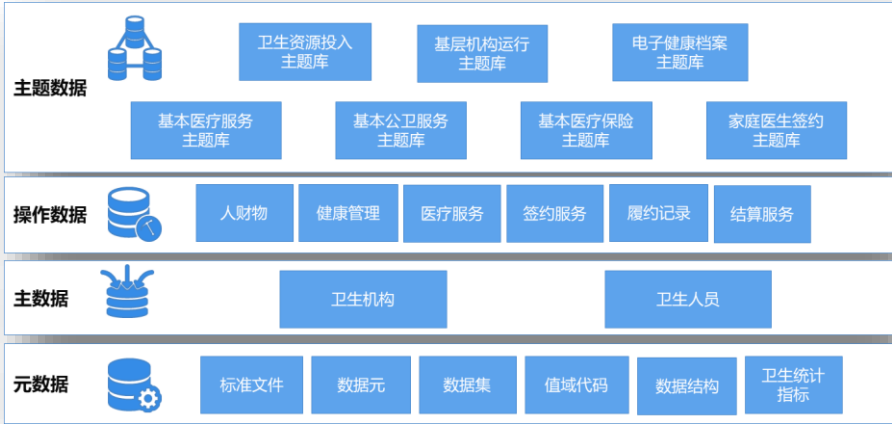 主题数据
卫生资源投入
主题库
基层机构运行
主题库
电子健康档案
主题库
基本医疗服务
主题库
基本公卫服务
主题库
基本医疗保险
主题库
家庭医生签约
主题库
操作数据
人财物
健康管理
医疗服务
签约服务
履约记录
结算服务
主数据
卫生机构
卫生人员
元数据
标准文件
数据元
数据集
值域代码
数据结构
卫生统计
指标